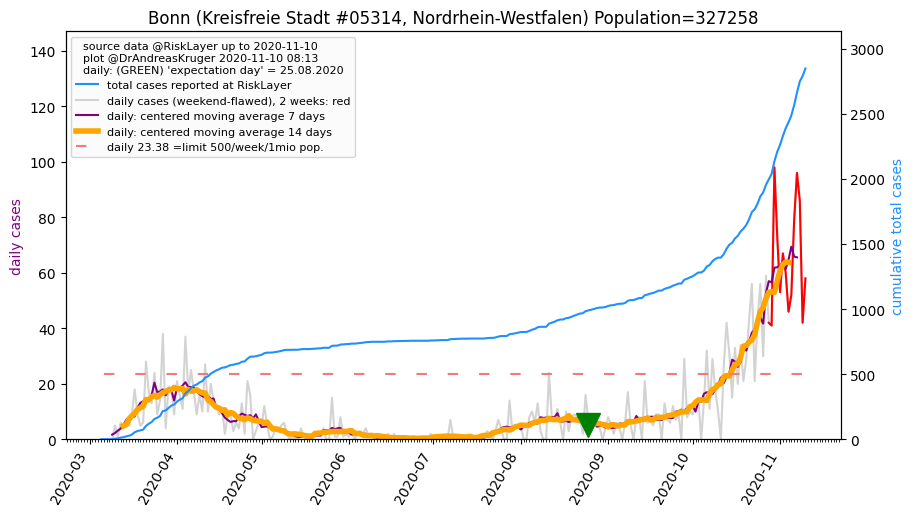 Bonn (Kreisfreie Stadt #05314, Nordrhein-Westfalen) Population=327258
source data @RiskLayer up to 2020-11-10
plot @DrAndreasKruger 2020-11-10 08:13
daily: (GREEN) 'expectation day' = 25.08.2020
total cases reported at RiskLayer
daily cases (weekend-flawed), 2 weeks: red
daily: centered moving average 7 days
daily: centered moving average 14 days
daily 23.38 =limit 500/week/1mio pop.
daily cases
140
120
100
80
60
40
20
0
3000
2500
2000
1500
1000
500
0
cumulative total cases
2020-03
2020-04
2020-05
2020-06
2020-07
2020-08
2020-09
2020-10
2020-11